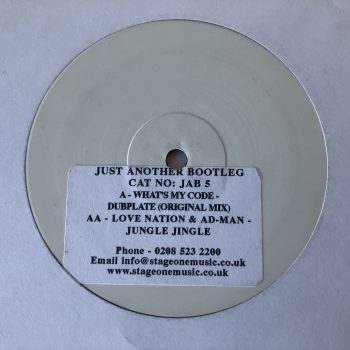 JUST ANOTHER BOOTLEG
CAT NO: JAB 5
A - WHAT'S MY CODE -
DUBPLATE (ORIGINAL MIX)
AA - LOVE NATION & AD-MAN -
JUNGLE JINGLE
Phone - 0208 523 2200
Email info@stageonemusic.co.uk
www.stageonemusic.co.uk